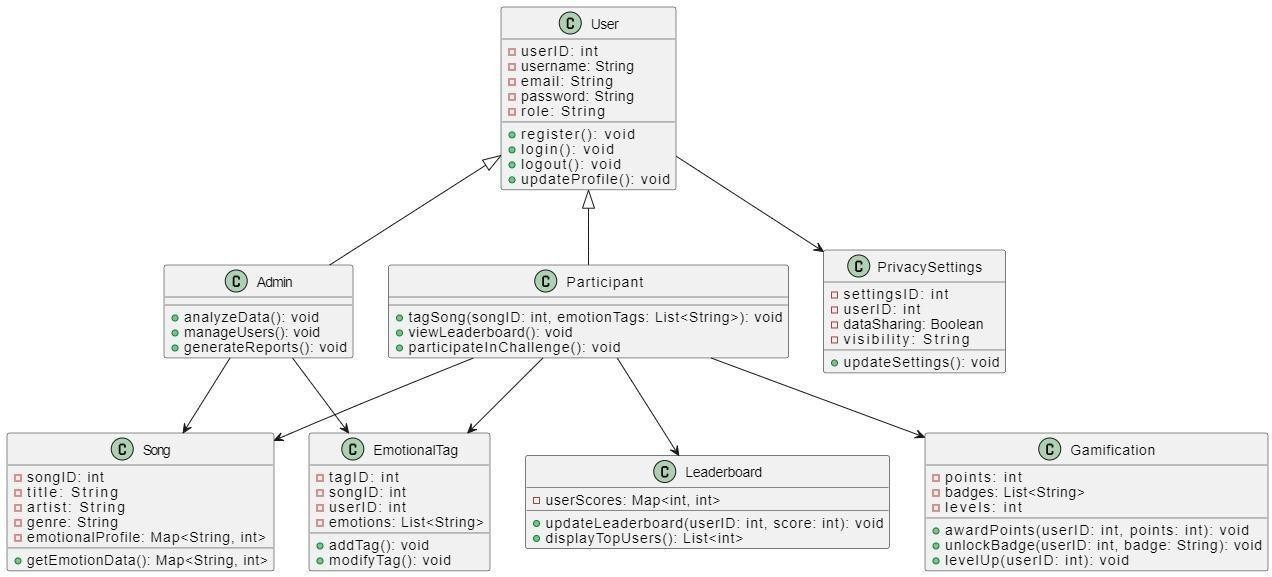 C User
userID: int
username: String
email: String
password: String
role: String
register(): void
login(): void
logout(): void
updateProfile(): void
C Admin
analyzeData(): void
manageUsers(): void
generateReports(): void
C Participant
tagSong(songID: int, emotionTags: List<String>): void
viewLeaderboard(): void
participateInChallenge(): void
C PrivacySettings
settingsID: int
userID: int
dataSharing: Boolean
visibility: String
updateSettings(): void
C Song
songID: int
title: String
artist: String
genre: String
emotionalProfile: Map<String, int>
getEmotionData(): Map<String, int>
C EmotionalTag
tagID: int
songID: int
userID: int
emotions: List<String>
addTag(): void
modifyTag(): void
C Leaderboard
userScores: Map<int, int>
updateLeaderboard(userID: int, score: int): void
displayTopUsers(): List<int>
C Gamification
points: int
badges: List<String>
levels: int
awardPoints(userID: int, points: int): void
unlockBadge(userID: int, badge: String): void
levelUp(userID: int): void